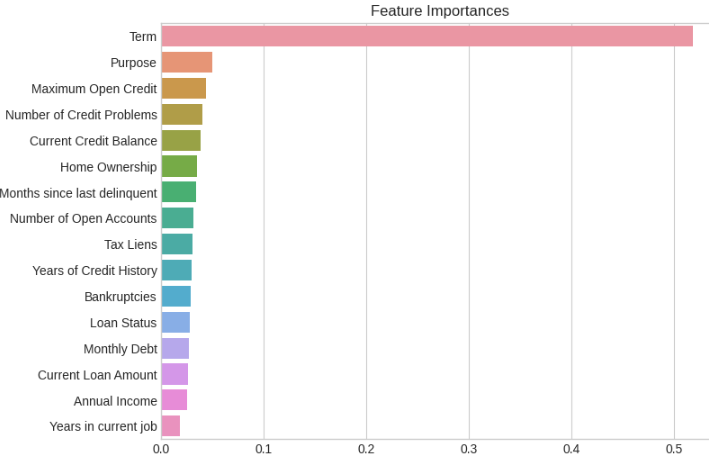 Feature Importances
Term
Purpose
Maximum Open Credit
Number of Credit Problems
Current Credit Balance
Home Ownership
Months since last delinquent
Number of Open Accounts
Tax Liens
Years of Credit History
Bankruptcies
Loan Status
Monthly Debt
Current Loan Amount
Annual Income
Years in current job
0.0 0.1 0.2 0.3 0.4 0.5